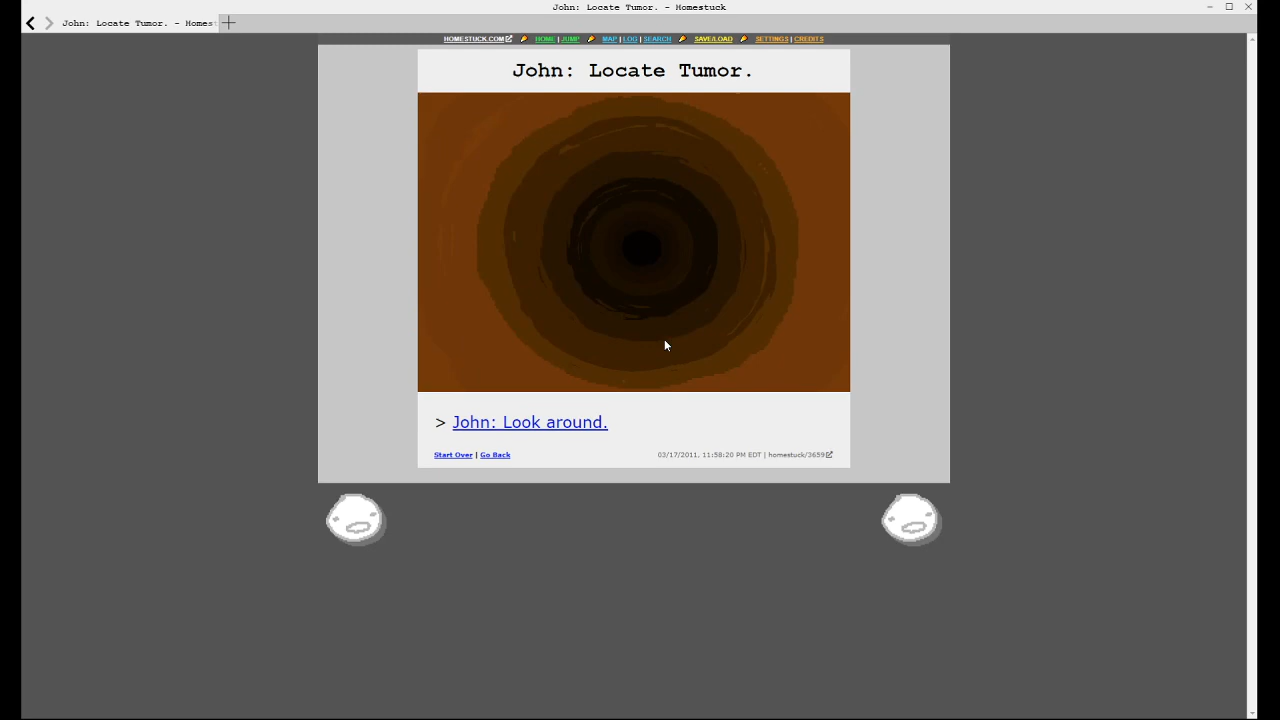 John: Locate Tumor. - Homestuck
John: Locate Tumor. - Homes
HOMESTUCK.COM HOME | JUMP MAP | LOG | SEARCH SAVE/LOAD SETTINGS | CREDITS
John: Locate Tumor.
> John: Look around.
Start Over | Go Back 03/17/2011, 11:58:20 PM EDT | homestuck/3659